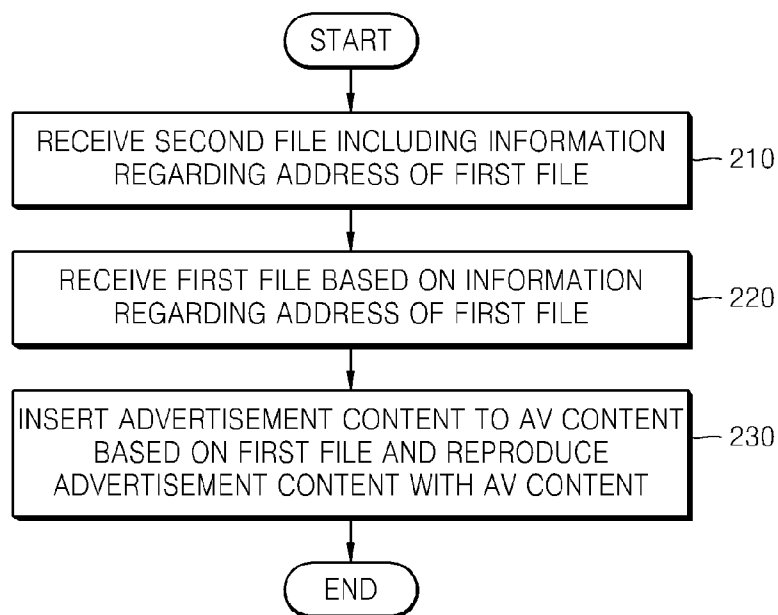 START
RECEIVE SECOND FILE INCLUDING INFORMATION
REGARDING ADDRESS OF FIRST FILE
210
RECEIVE FIRST FILE BASED ON INFORMATION
REGARDING ADDRESS OF FIRST FILE
220
INSERT ADVERTISEMENT CONTENT TO AV CONTENT
BASED ON FIRST FILE AND REPRODUCE
ADVERTISEMENT CONTENT WITH AV CONTENT
230
END